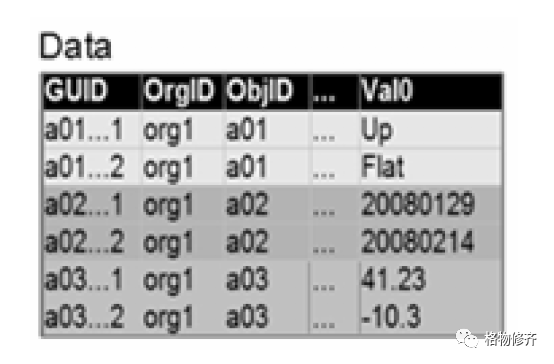 Data
GUID OrgID ObjID ... Val0
a01...1 org1 a01 ... Up
a01...2 org1 a01 ... Flat
a02...1 org1 a02 ... 20080129
a02...2 org1 a02 ... 20080214
a03...1 org1 a03 ... 41.23
a03...2 org1 a03 ... -10.3
格物修齐